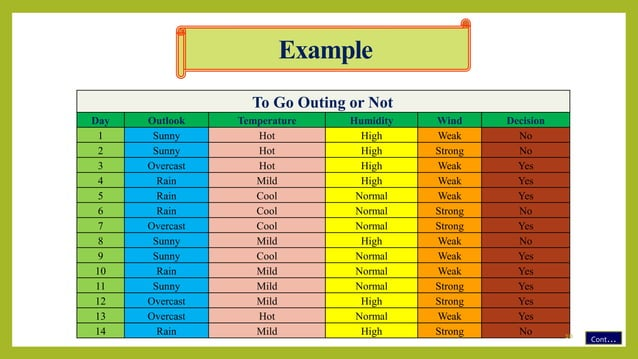 Example
To Go Outing or Not
Day Outlook Temperature Humidity Wind Decision
1 Sunny Hot High Weak No
2 Sunny Hot High Strong No
3 Overcast Hot High Weak Yes
4 Rain Mild High Weak Yes
5 Rain Cool Normal Weak Yes
6 Rain Cool Normal Strong No
7 Overcast Cool Normal Strong Yes
8 Sunny Mild High Weak No
9 Sunny Cool Normal Weak Yes
10 Rain Mild Normal Weak Yes
11 Sunny Mild Normal Strong Yes
12 Overcast Mild High Strong Yes
13 Overcast Hot Normal Weak Yes
14 Rain Mild High Strong No
Cont…